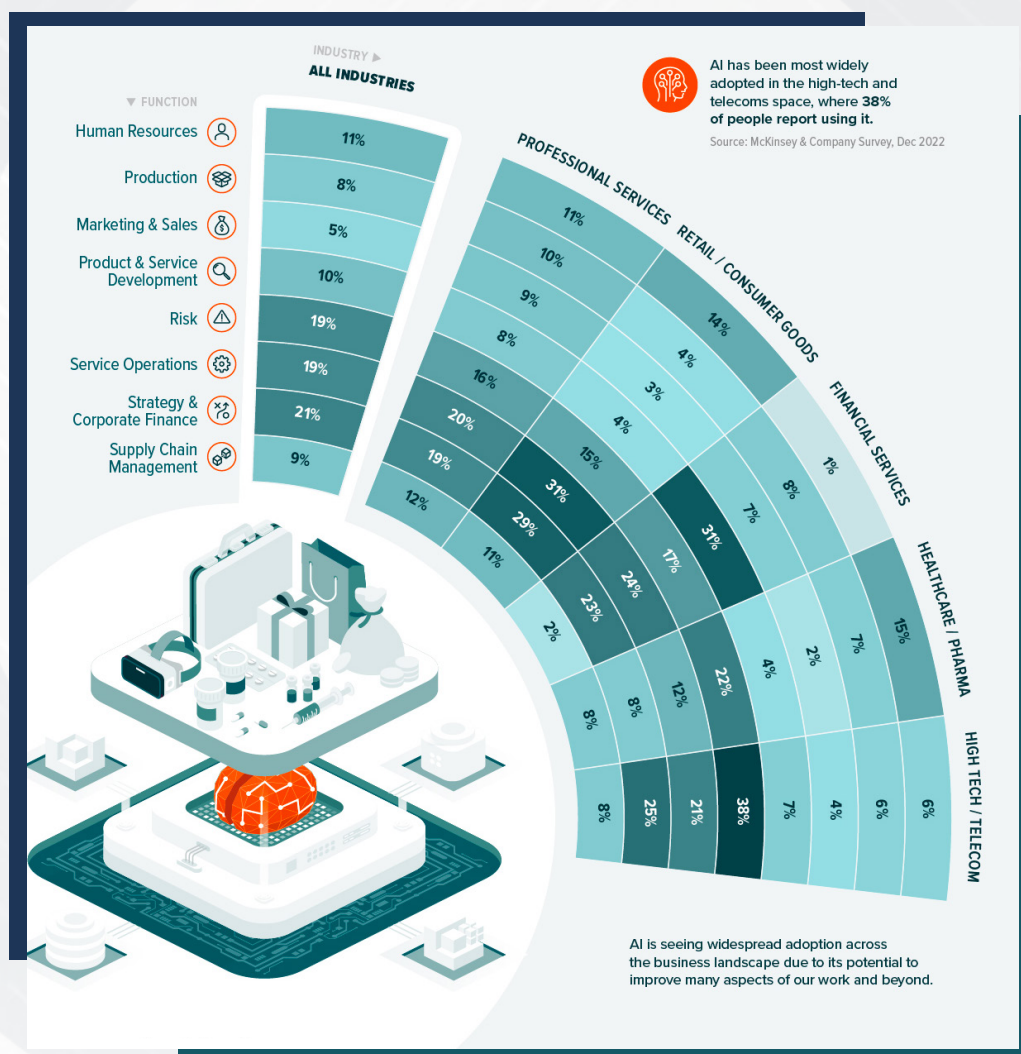 INDUSTRY ▶
ALL INDUSTRIES
▼ FUNCTION
Human Resources
Production
Marketing & Sales
Product & Service
Development
Risk
Service Operations
Strategy &
Corporate Finance
Supply Chain
Management
11%
8%
5%
10%
19%
19%
21%
9%
AI has been most widely
adopted in the high-tech and
telecoms space, where 38%
of people report using it.
Source: McKinsey & Company Survey, Dec 2022
PROFESSIONAL SERVICES
11%
10%
9%
8%
16%
20%
19%
12%
RETAIL / CONSUMER GOODS
14%
4%
3%
4%
15%
31%
29%
11%
FINANCIAL SERVICES
1%
8%
7%
31%
17%
24%
23%
2%
HEALTHCARE / PHARMA
15%
7%
2%
4%
22%
12%
8%
8%
HIGH TECH / TELECOM
6%
6%
4%
7%
38%
21%
25%
8%
AI is seeing widespread adoption across
the business landscape due to its potential to
improve many aspects of our work and beyond.